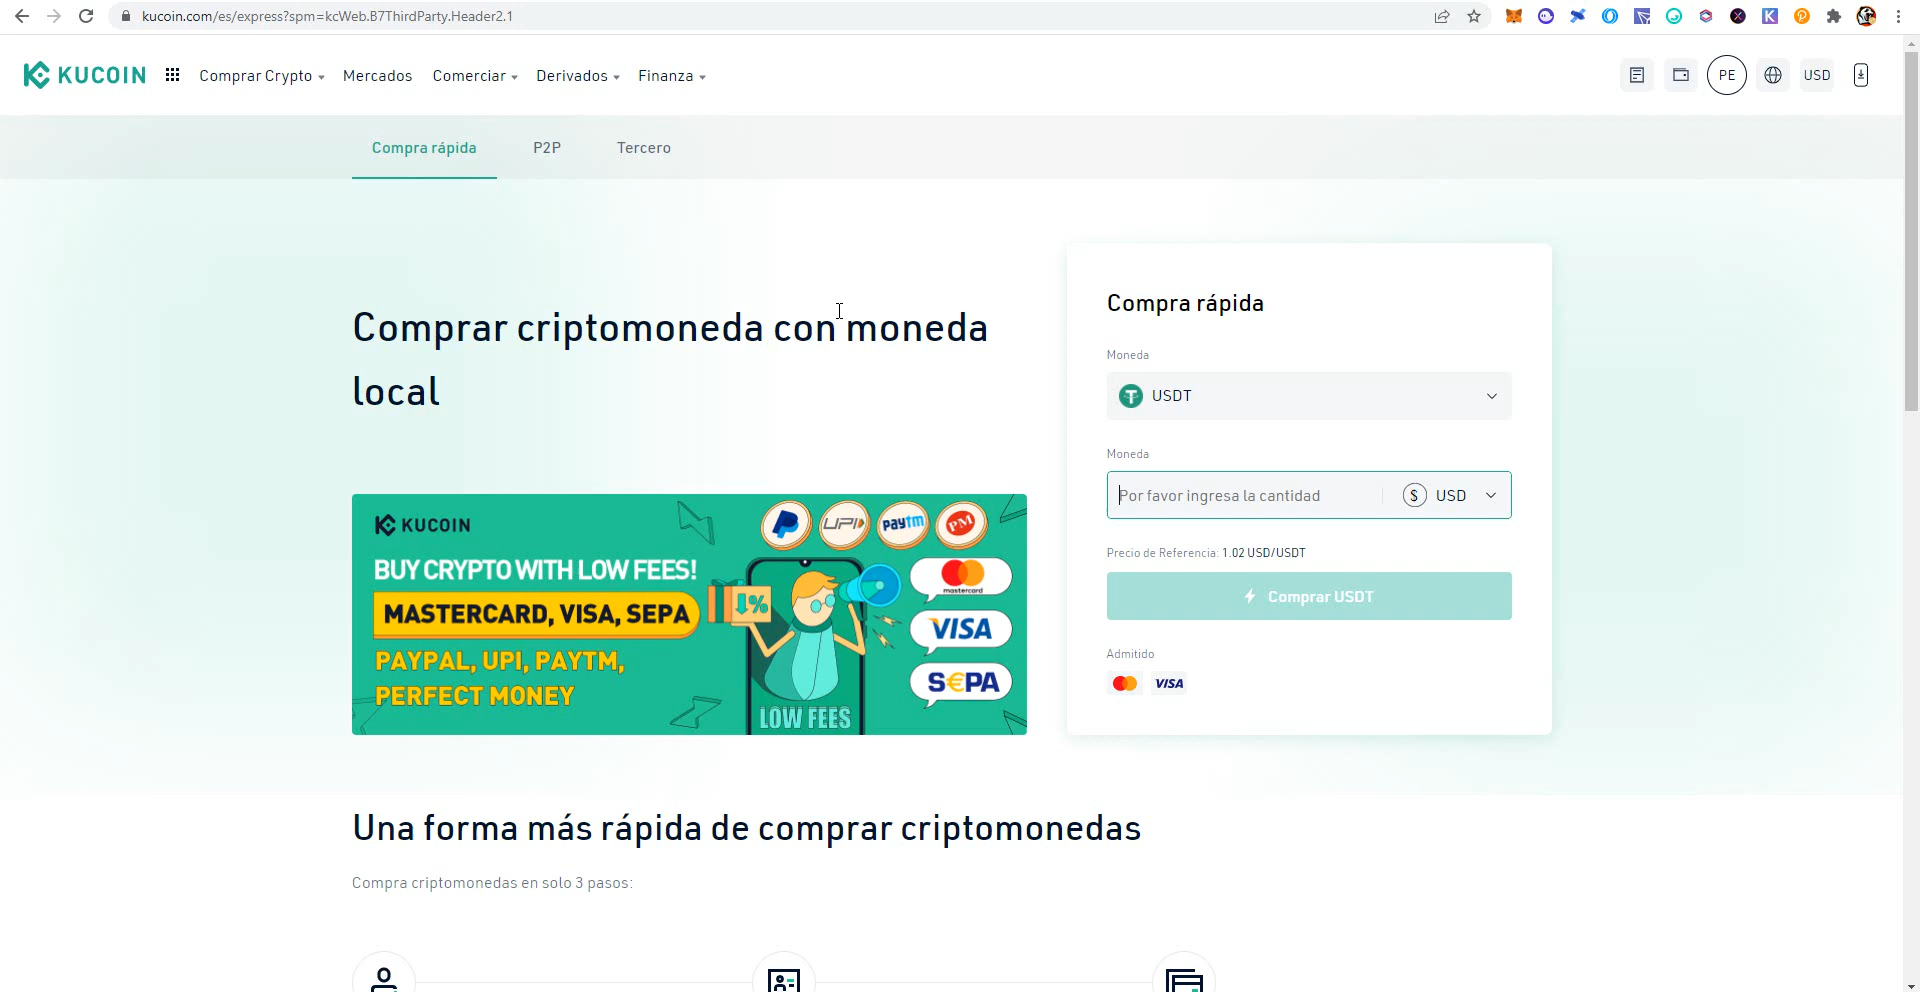 kucoin.com/es/express?spm=kcWeb.B7ThirdParty.Header2.1
KUCOIN Comprar Crypto Mercados Comerciar Derivados Finanza PE USD
Compra rápida P2P Tercero
Comprar criptomoneda con moneda
local
KUCOIN
BUY CRYPTO WITH LOW FEES!
MASTERCARD, VISA, SEPA
PAYPAL, UPI, PAYTM,
PERFECT MONEY
UPI paytm PM
mastercard
VISA
S€PA
%
LOW FEES
Compra rápida
Moneda
USDT
Moneda
Por favor ingresa la cantidad $ USD
Precio de Referencia: 1.02 USD/USDT
Comprar USDT
Admitido
VISA
Una forma más rápida de comprar criptomonedas
Compra criptomonedas en solo 3 pasos: